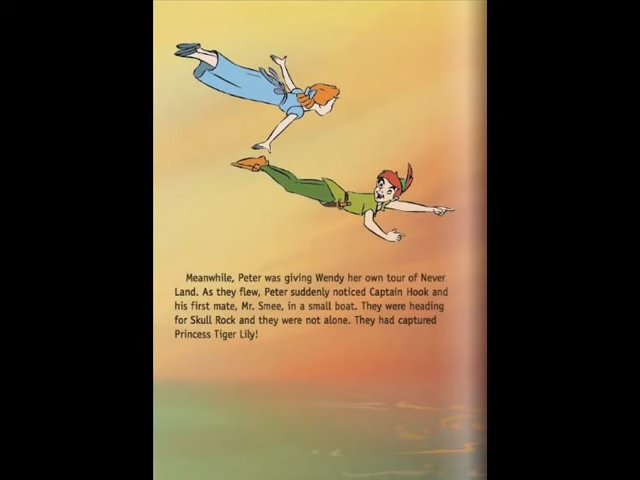 Meanwhile, Peter was giving Wendy her own tour of Never
Land. As they flew, Peter suddenly noticed Captain Hook and
his first mate, Mr. Smee, in a small boat. They were heading
for Skull Rock and they were not alone. They had captured
Princess Tiger Lily!